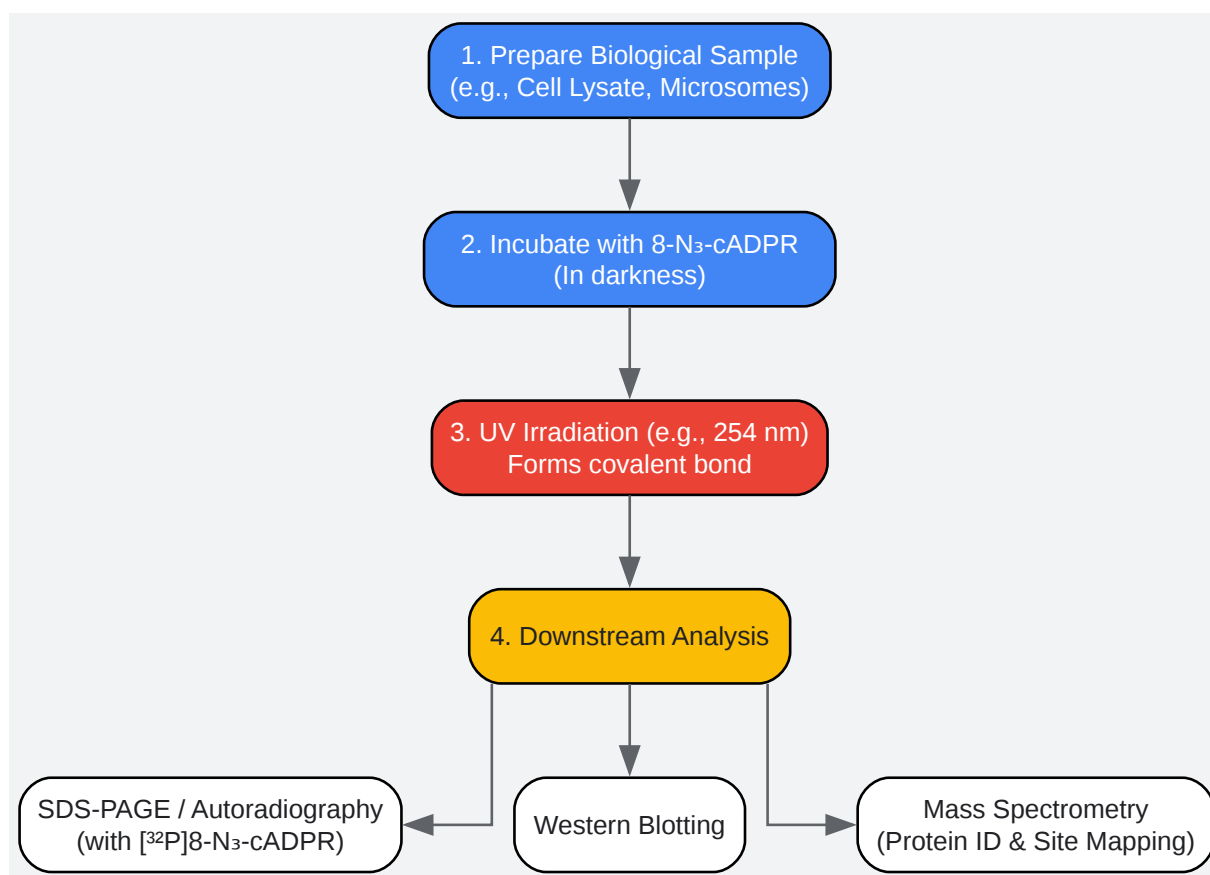 1. Prepare Biological Sample
(e.g., Cell Lysate, Microsomes)
2. Incubate with 8-N₃-cADPR
(In darkness)
3. UV Irradiation (e.g., 254 nm)
Forms covalent bond
4. Downstream Analysis
SDS-PAGE / Autoradiography
(with [³²P]8-N₃-cADPR)
Western Blotting
Mass Spectrometry
(Protein ID & Site Mapping)